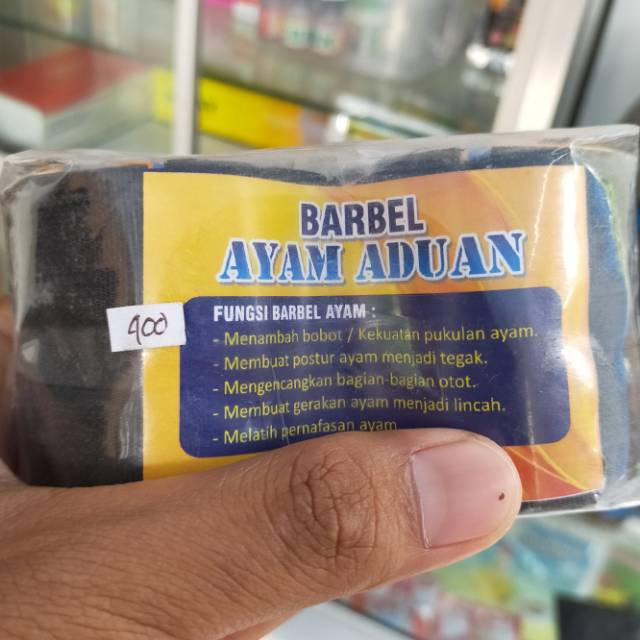 BARBEL
AYAM ADUAN
FUNGSI BARBEL AYAM :
- Menambah bobot / Kekuatan pukulan ayam.
- Membuat postur ayam menjadi tegak.
- Mengencangkan bagian-bagian otot.
- Membuat gerakan ayam menjadi lincah.
- Melatih pernafasan ayam
900